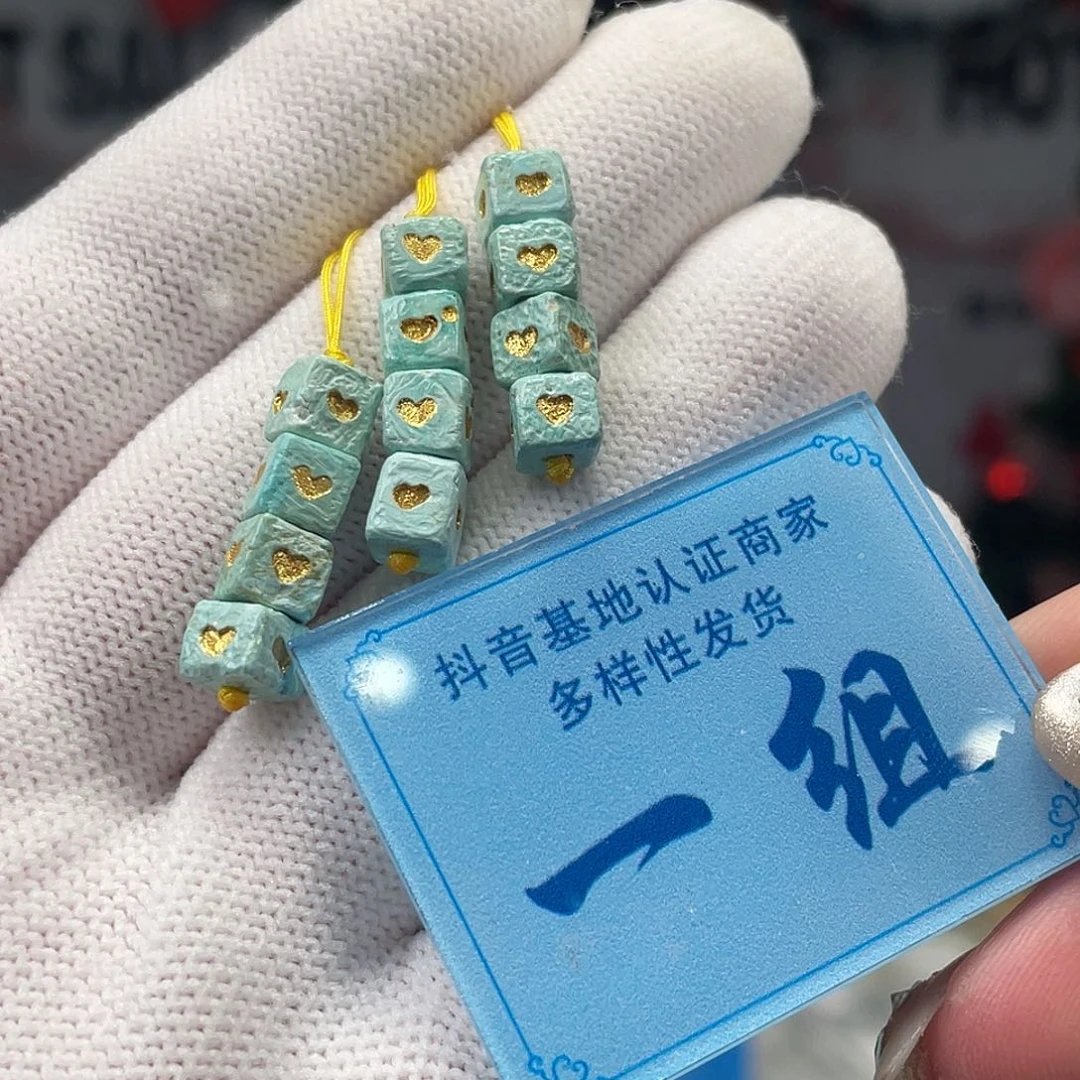 抖音基地认证商家
多样性发货
一组